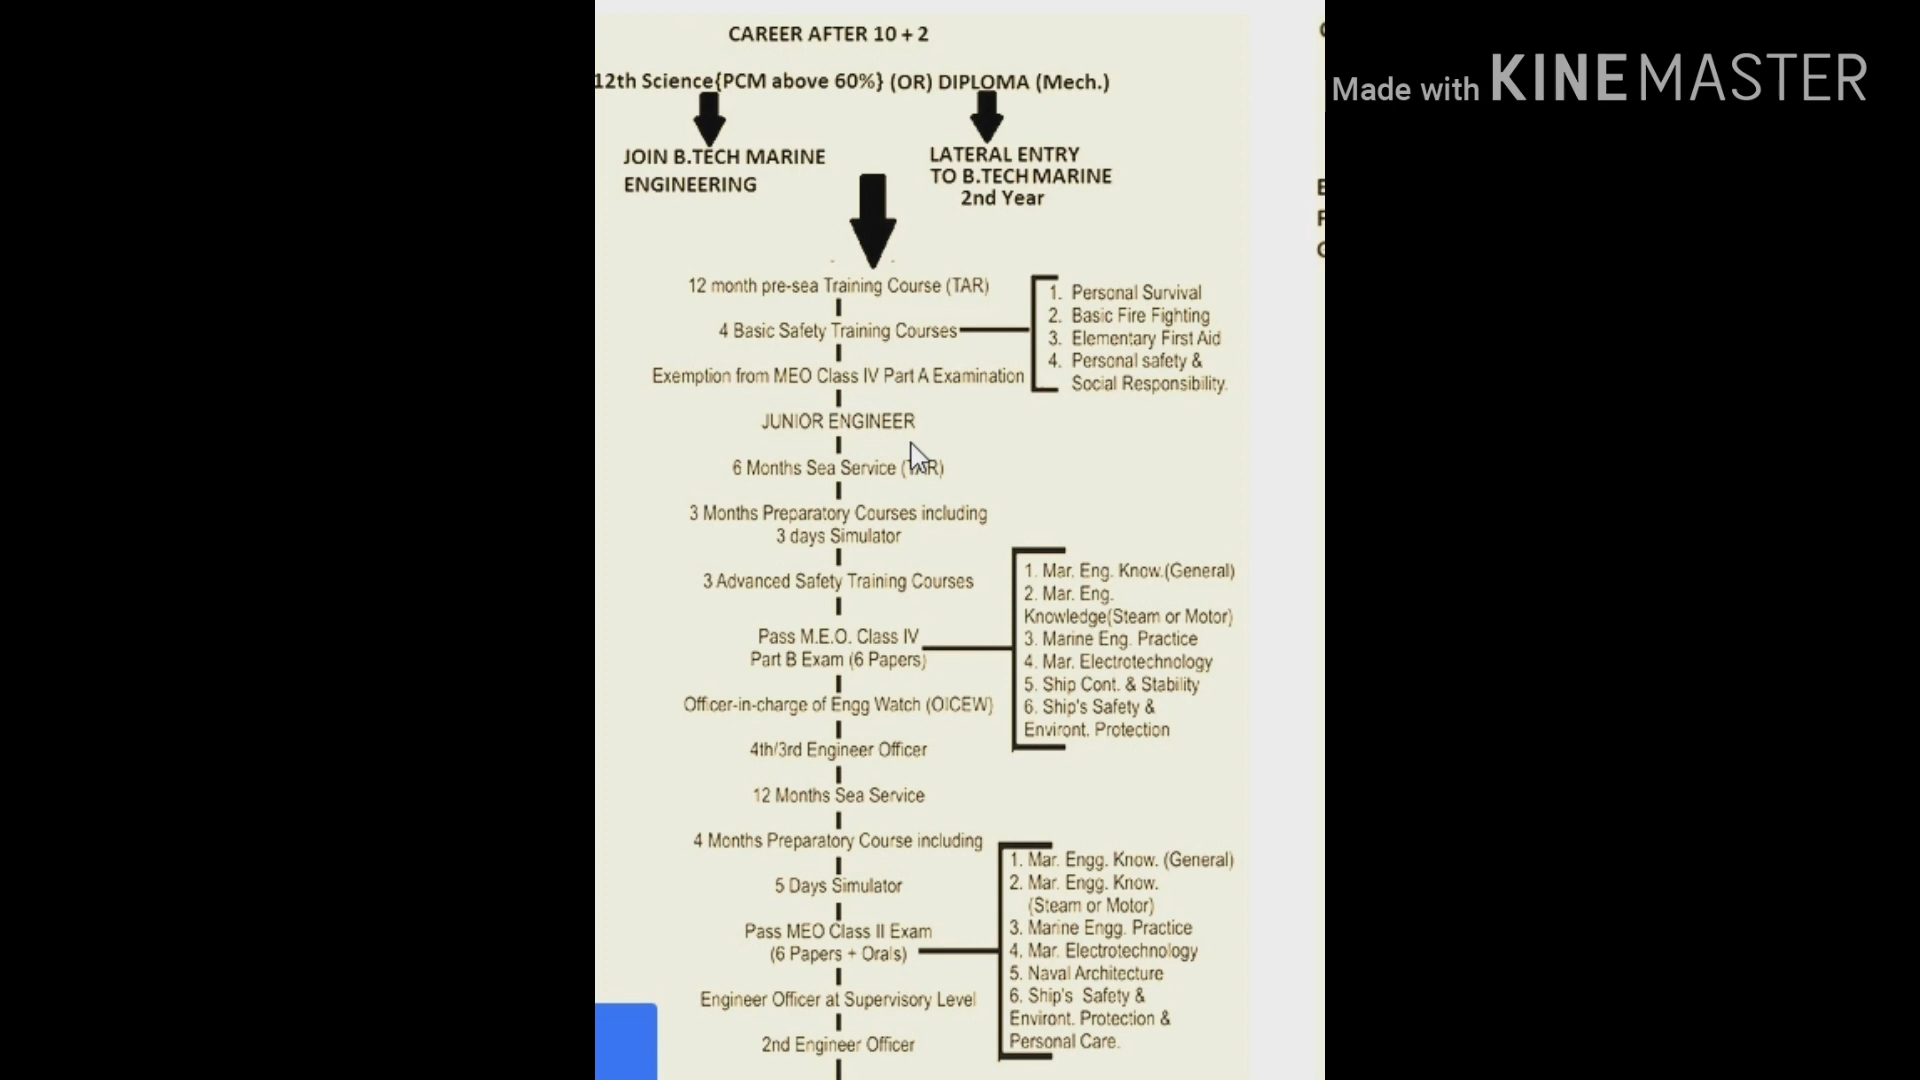 CAREER AFTER 10 + 2
12th Science{PCM above 60%} (OR) DIPLOMA (Mech.)
JOIN B.TECH MARINE
ENGINEERING
LATERAL ENTRY
TO B.TECH MARINE
2nd Year
12 month pre-sea Training Course (TAR)
4 Basic Safety Training Courses
1. Personal Survival
2. Basic Fire Fighting
3. Elementary First Aid
4. Personal safety &
Social Responsibility.
Exemption from MEO Class IV Part A Examination
JUNIOR ENGINEER
6 Months Sea Service (TAR)
3 Months Preparatory Courses including
3 days Simulator
3 Advanced Safety Training Courses
Pass M.E.O. Class IV
Part B Exam (6 Papers)
1. Mar. Eng. Know.(General)
2. Mar. Eng.
Knowledge(Steam or Motor)
3. Marine Eng. Practice
4. Mar. Electrotechnology
5. Ship Cont. & Stability
6. Ship's Safety &
Environt. Protection
Officer-in-charge of Engg Watch (OICEW)
4th/3rd Engineer Officer
12 Months Sea Service
4 Months Preparatory Course including
5 Days Simulator
Pass MEO Class II Exam
(6 Papers + Orals)
1. Mar. Engg. Know. (General)
2. Mar. Engg. Know.
(Steam or Motor)
3. Marine Engg. Practice
4. Mar. Electrotechnology
5. Naval Architecture
6. Ship's Safety &
Environt. Protection &
Personal Care.
Engineer Officer at Supervisory Level
2nd Engineer Officer
Made with KINEMASTER